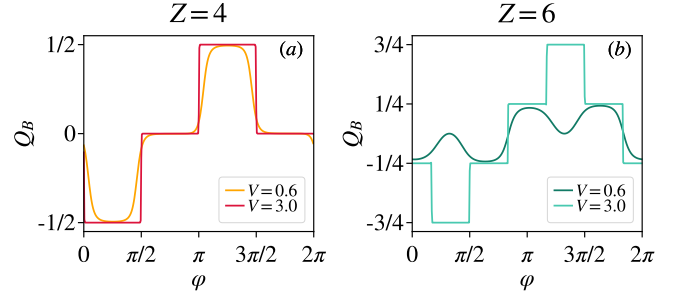 Z = 4
Z = 6
(a)
Q_B
1/2
0
-1/2
V = 0.6
V = 3.0
0
π/2
π
3π/2
2π
φ
(b)
Q_B
3/4
1/4
-1/4
-3/4
V = 0.6
V = 3.0
0
π/2
π
3π/2
2π
φ